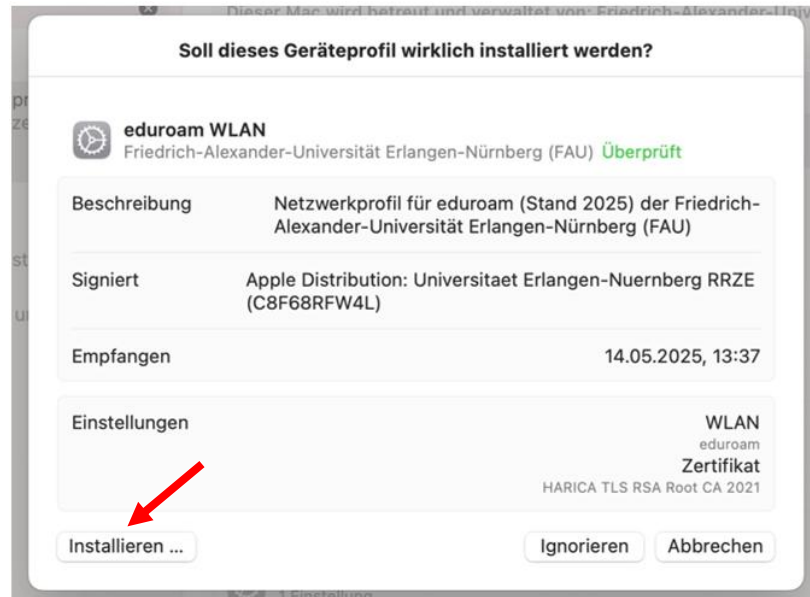 Dieser Mac wird betreut und verwaltet von: Friedrich-Alexander-Univ
Soll dieses Geräteprofil wirklich installiert werden?
eduroam WLAN
Friedrich-Alexander-Universität Erlangen-Nürnberg (FAU) Überprüft
Beschreibung
Netzwerkprofil für eduroam (Stand 2025) der Friedrich-
Alexander-Universität Erlangen-Nürnberg (FAU)
Signiert
Apple Distribution: Universitaet Erlangen-Nuernberg RRZE
(C8F68RFW4L)
Empfangen
14.05.2025, 13:37
Einstellungen
WLAN
eduroam
Zertifikat
HARICA TLS RSA Root CA 2021
Installieren ...
Ignorieren
Abbrechen
1 Einstellung